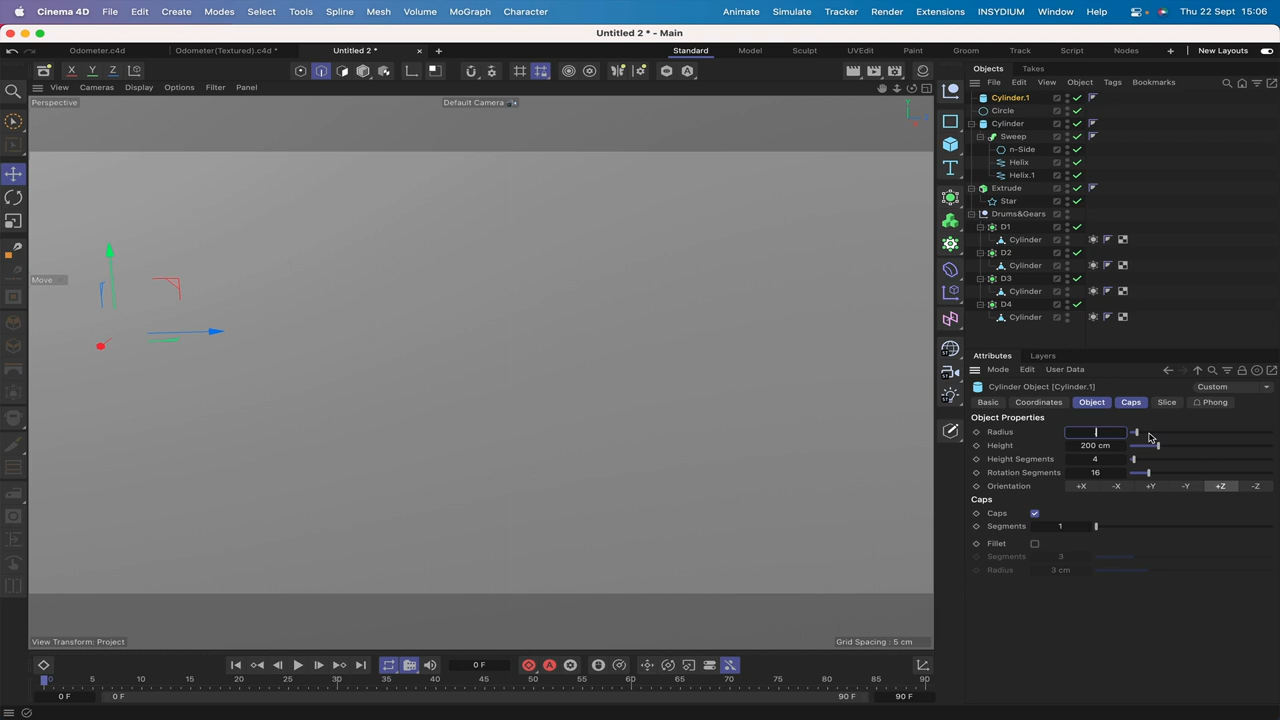 Cinema 4D File Edit Create Modes Select Tools Spline Mesh Volume MoGraph Character Animate Simulate Tracker Render Extensions INSYDIUM Window Help Thu 22 Sept 15:06
Untitled 2 * - Main
Odometer.c4d Odometer(Textured).c4d * Untitled 2 * Standard Model Sculpt UVEdit Paint Groom Track Script Nodes New Layouts
X Y Z
Objects Takes
View Cameras Display Options Filter Panel
File Edit View Object Tags Bookmarks
Perspective Default Camera
Y
Cylinder.1
Circle
Cylinder
Sweep
n-Side
Helix
Helix.1
Extrude
Star
Drums&Gears
D1
Cylinder
D2
Cylinder
D3
Cylinder
D4
Cylinder
Move
Attributes Layers
Mode Edit User Data
Cylinder Object [Cylinder.1] Custom
Basic Coordinates Object Caps Slice Phong
Object Properties
Radius
Height 200 cm
Height Segments 4
Rotation Segments 16
Orientation +X -X +Y -Y +Z -Z
Caps
Caps
Segments 1
Fillet
Segments 3
Radius 3 cm
View Transform: Project Grid Spacing : 5 cm
0 F
0 5 10 15 20 25 30 35 40 45 50 55 60 65 70 75 80 85 90
0 F 0 F 90 F 90 F